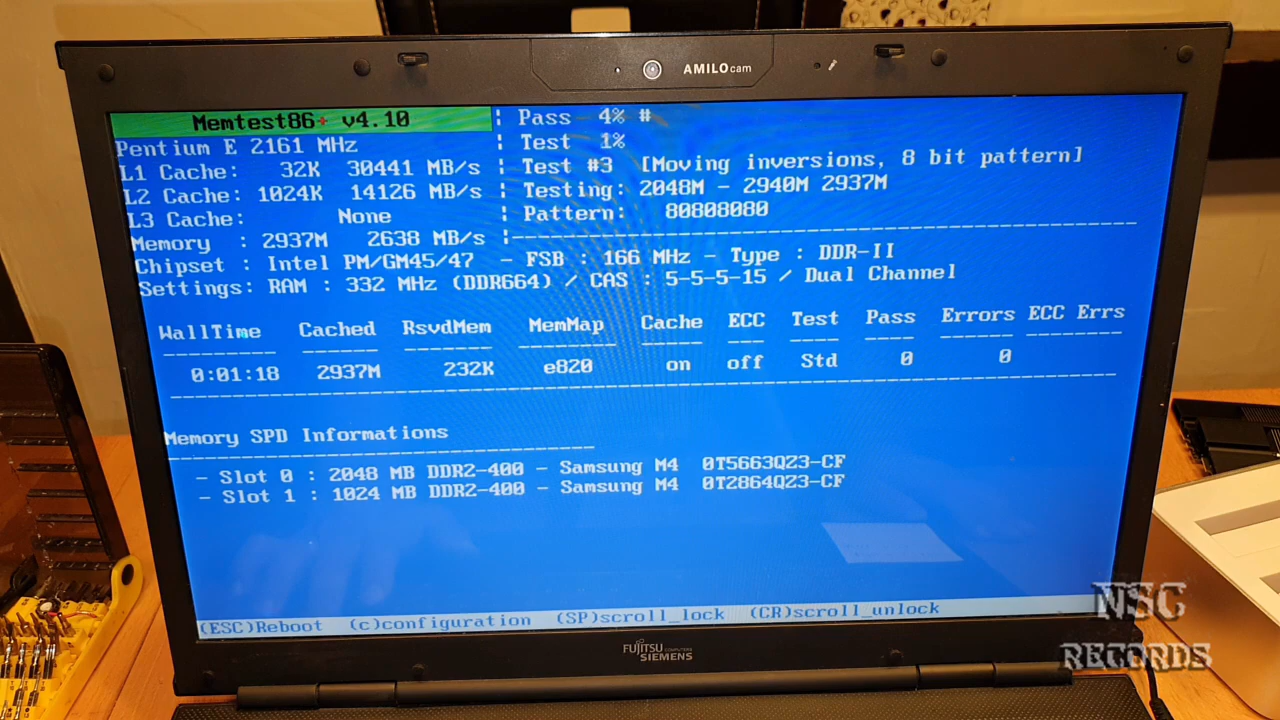 AMILO cam
Memtest86+ v4.10 | Pass 4% #
Pentium E 2161 MHz | Test 1%
L1 Cache: 32K 30441 MB/s | Test #3 [Moving inversions, 8 bit pattern]
L2 Cache: 1024K 14126 MB/s | Testing: 2048M - 2940M 2937M
L3 Cache: None | Pattern: 80808080
Memory : 2937M 2638 MB/s |
Chipset : Intel PM/GM45/47 - FSB : 166 MHz - Type : DDR-II
Settings: RAM : 332 MHz (DDR664) / CAS : 5-5-5-15 / Dual Channel
WallTime Cached RsvdMem MemMap Cache ECC Test Pass Errors ECC Errs
0:01:18 2937M 232K e820 on off Std 0 0
Memory SPD Informations
- Slot 0 : 2048 MB DDR2-400 - Samsung M4 0T5663QZ3-CF
- Slot 1 : 1024 MB DDR2-400 - Samsung M4 0T2864QZ3-CF
(ESC)Reboot (c)configuration (SP)scroll_lock (CR)scroll_unlock
FUJITSU COMPUTERS
SIEMENS
NSC
RECORDS